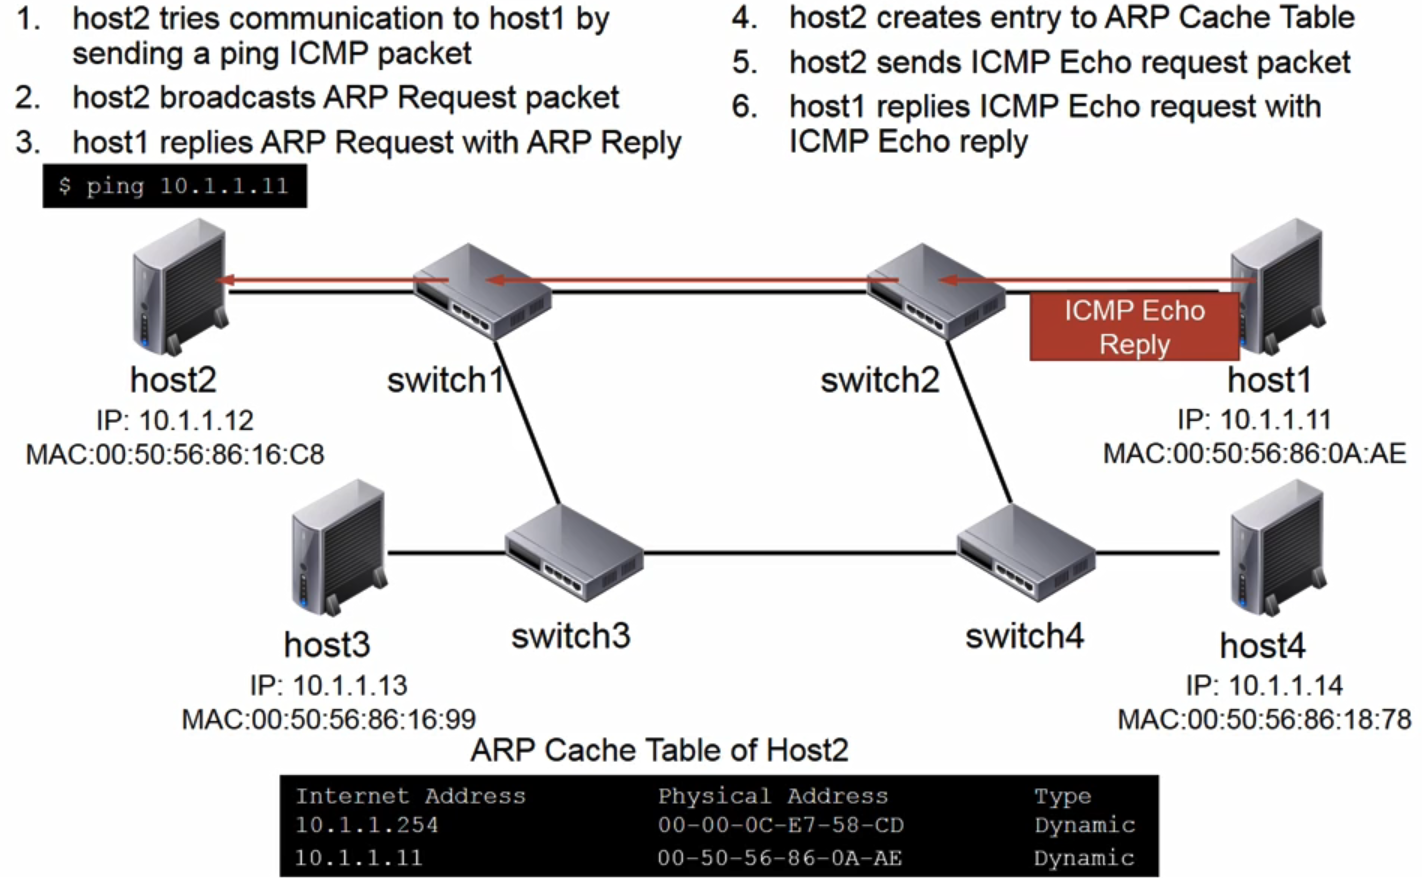 1. host2 tries communication to host1 by
sending a ping ICMP packet
2. host2 broadcasts ARP Request packet
3. host1 replies ARP Request with ARP Reply
4. host2 creates entry to ARP Cache Table
5. host2 sends ICMP Echo request packet
6. host1 replies ICMP Echo request with
ICMP Echo reply
$ ping 10.1.1.11
ICMP Echo
Reply
host2
IP: 10.1.1.12
MAC:00:50:56:86:16:C8
switch1
switch2
host1
IP: 10.1.1.11
MAC:00:50:56:86:0A:AE
host3
IP: 10.1.1.13
MAC:00:50:56:86:16:99
switch3
switch4
host4
IP: 10.1.1.14
MAC:00:50:56:86:18:78
ARP Cache Table of Host2
Internet Address Physical Address Type
10.1.1.254 00-00-0C-E7-58-CD Dynamic
10.1.1.11 00-50-56-86-0A-AE Dynamic